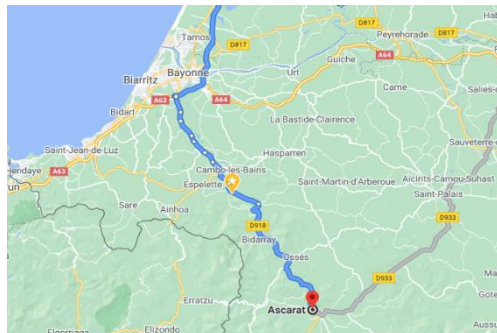 D817
Tarnos
D817
Peyrehorade
Guiche
A64
Biarritz
Bayonne
Urt
Came
Salies-
A63
A64
Bidart
La Bastide-Clairence
Sauveterre-
Saint-Jean-de-Luz
Hasparren
Hendaye
A63
Cambo-les-Bains
Aïcirits-Camou-Suhast
Espelette
Saint-Martin-d'Arberoue
Saint-Palais
Sare
Ainhoa
D933
D918
Bidarray
Ossès
D933
Erratzu
Ascarat
Elizondo